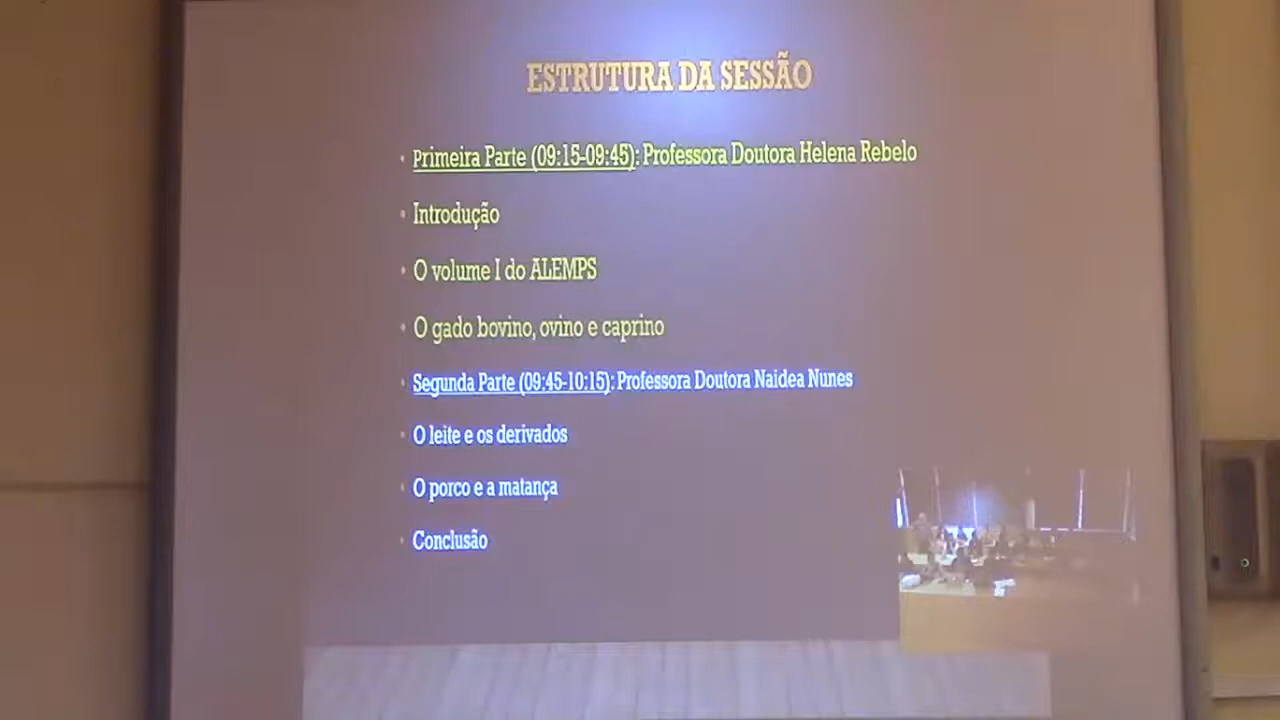 ESTRUTURA DA SESSÃO
Primeira Parte (09:15-09:45): Professora Doutora Helena Rebelo
Introdução
O volume I do ALEMPS
O gado bovino, ovino e caprino
Segunda Parte (09:45-10:15): Professora Doutora Naidea Nunes
O leite e os derivados
O porco e a matança
Conclusão